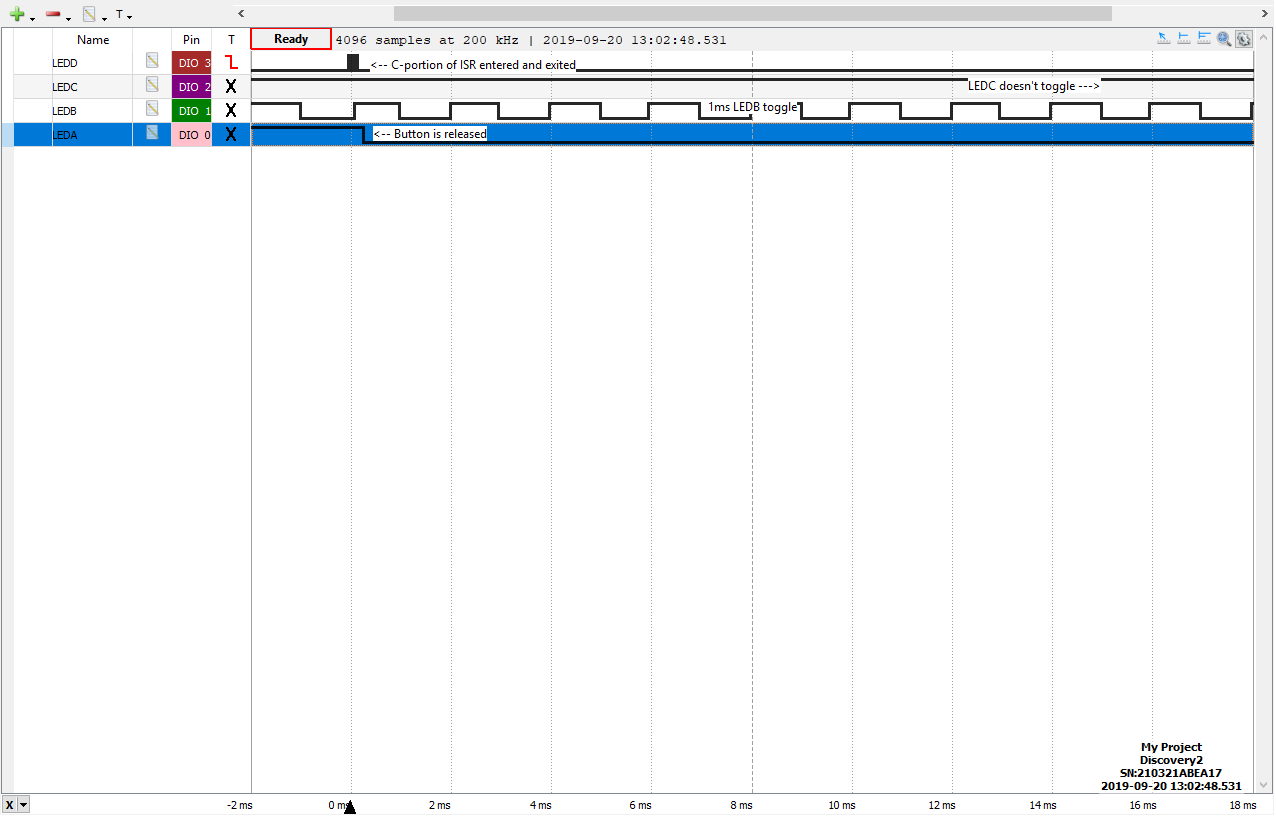 T
Name Pin T Ready 4096 samples at 200 kHz | 2019-09-20 13:02:48.531
LEDD DIO 3 <-- C-portion of ISR entered and exited
LEDC DIO 2 X LEDC doesn't toggle --->
LEDB DIO 1 X 1ms LEDB toggle
LEDA DIO 0 X <-- Button is released
My Project
Discovery2
SN:210321ABEA17
2019-09-20 13:02:48.531
X -2 ms 0 ms 2 ms 4 ms 6 ms 8 ms 10 ms 12 ms 14 ms 16 ms 18 ms